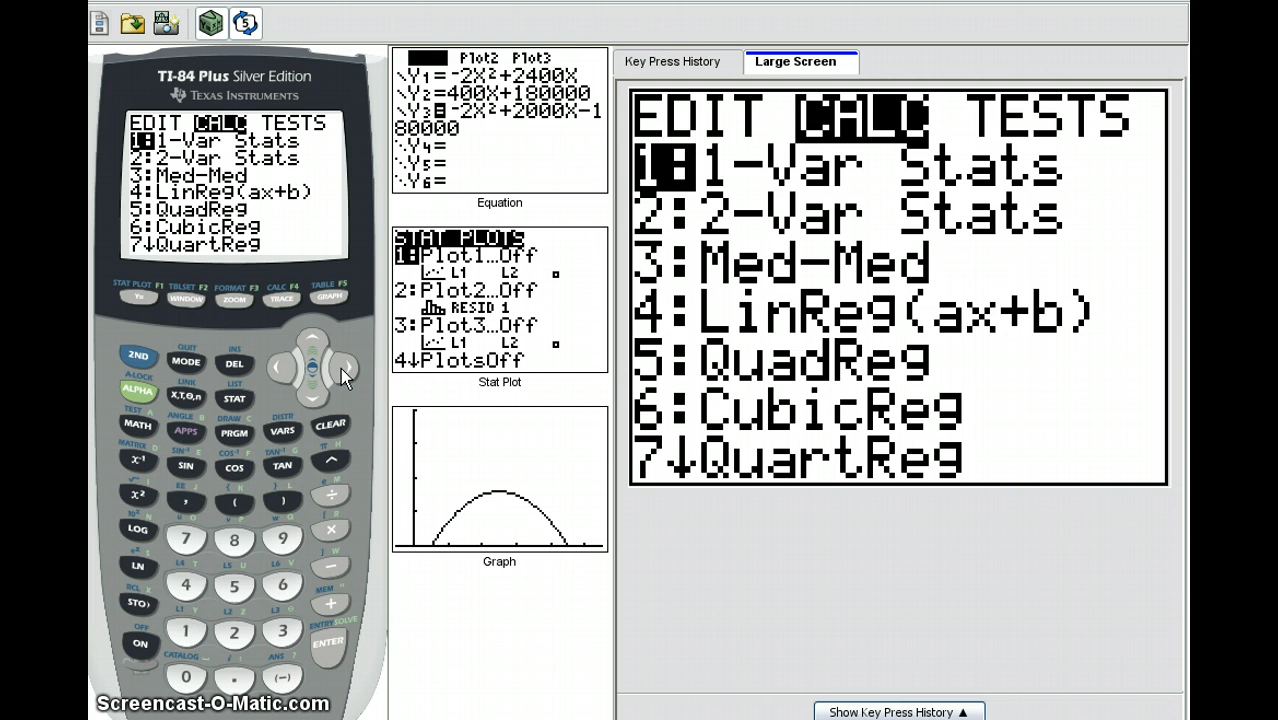 TI-84 Plus Silver Edition
TEXAS INSTRUMENTS
EDIT CALC TESTS
1:1-Var Stats
2:2-Var Stats
3:Med-Med
4:LinReg(ax+b)
5:QuadReg
6:CubicReg
7↓QuartReg
STAT PLOT F1 TBLSET F2 FORMAT F3 CALC F4 TABLE F5
Y= WINDOW ZOOM TRACE GRAPH
QUIT INS
2ND MODE DEL
A-LOCK LINK LIST
ALPHA X,T,Θ,n STAT
TEST A ANGLE B DRAW C DISTR
MATH APPS PRGM VARS CLEAR
MATRIX D SIN⁻¹ E COS⁻¹ F TAN⁻¹ G π H
x⁻¹ SIN COS TAN ^
√ I EE J { K } L e M
x² , ( ) ÷
10ˣ N u O v P w Q [ R
LOG 7 8 9 ×
eˣ S L4 T L5 U L6 V ] W
LN 4 5 6 −
RCL X L1 Y L2 Z L3 θ MEM "
STO› 1 2 3 +
OFF CATALOG i : ANS ? ENTRY SOLVE
ON 0 . (−) ENTER
Plot2 Plot3
\Y1=-2X²+2400X
\Y2=400X+180000
\Y3=-2X²+2000X-1
80000
\Y4=
\Y5=
\Y6=
Equation
STAT PLOTS
1:Plot1…Off
L1 L2
2:Plot2…Off
RESID 1
3:Plot3…Off
L1 L2
4↓PlotsOff
Stat Plot
Graph
Key Press History Large Screen
EDIT CALC TESTS
1:1-Var Stats
2:2-Var Stats
3:Med-Med
4:LinReg(ax+b)
5:QuadReg
6:CubicReg
7↓QuartReg
Show Key Press History ▲
Screencast-O-Matic.com